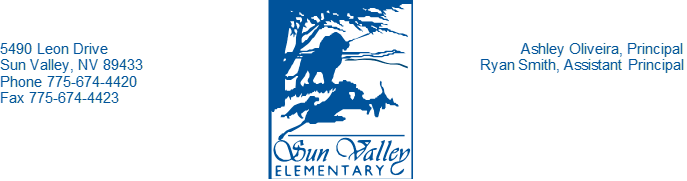 5490 Leon Drive
Sun Valley, NV 89433
Phone 775-674-4420
Fax 775-674-4423
Sun Valley
ELEMENTARY
Ashley Oliveira, Principal
Ryan Smith, Assistant Principal